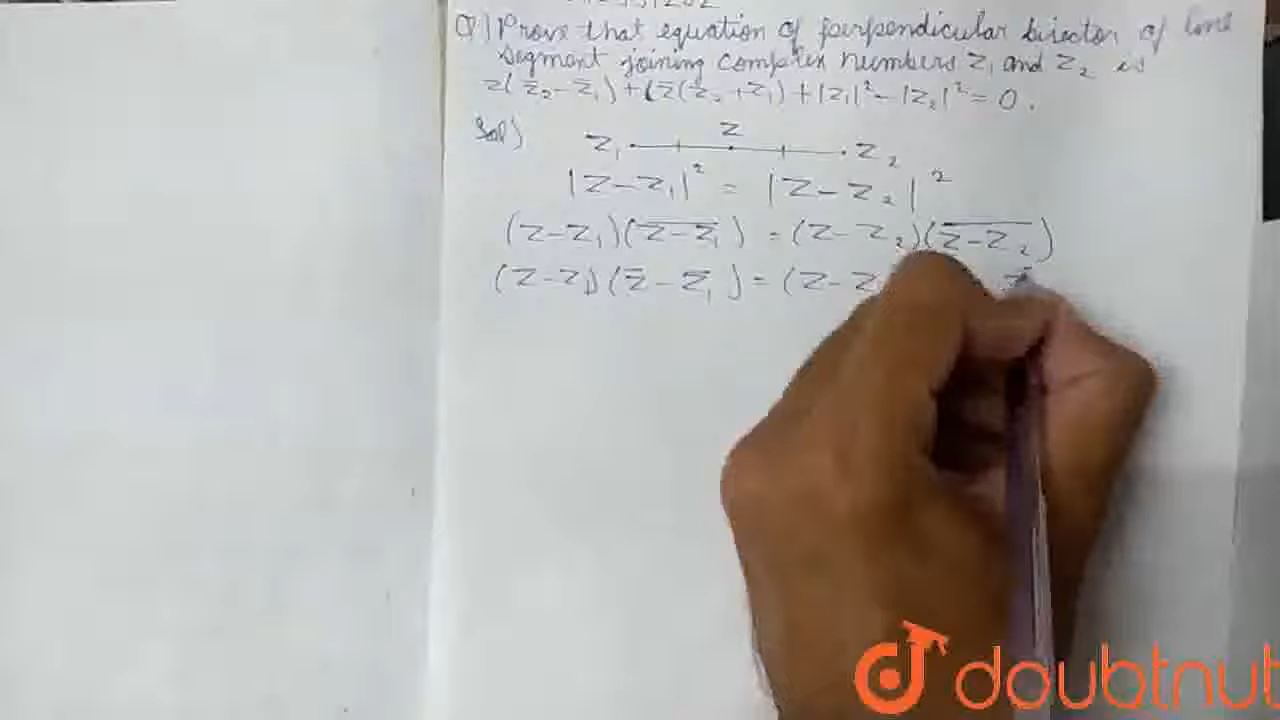 Q) Prove that equation of perpendicular bisector of line
segment joining complex numbers z₁ and z₂ is
z(z̄₂-z̄₁)+(z̄(z₂+z₁)+|z₁|²-|z₂|²=0.
Sol)
z₁ z z₂
|z-z₁|² = |z-z₂|²
(z-z₁)(\overline{z-z₁}) = (z-z₂)(\overline{z-z₂})
(z-z₁)(z̄-z̄₁) = (z-z
doubtnut